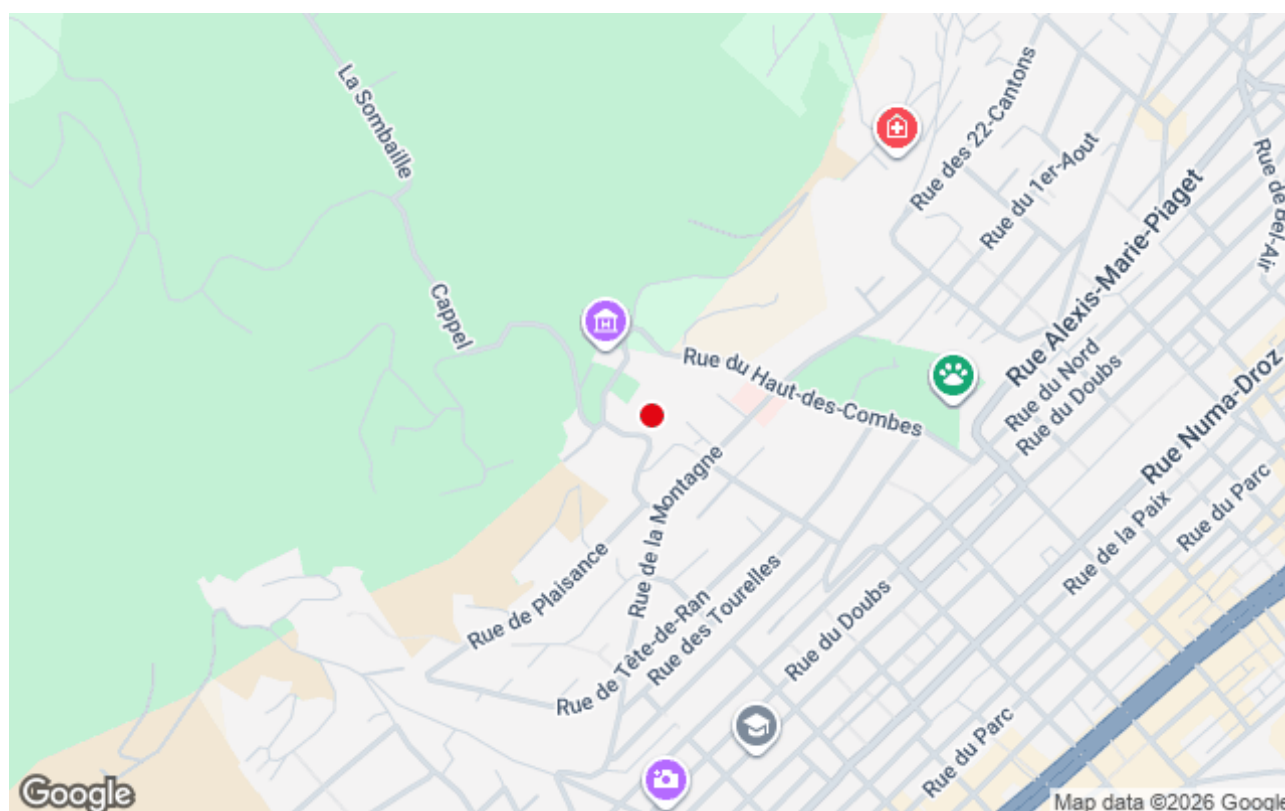 La Sombaille
Rue des 22-Cantons
Rue du 1er-Aout
Rue de Bel-Air
Rue Alexis-Marie-Piaget
Cappel
Rue du Haut-des-Combes
Rue du Nord
Rue du Doubs
Rue Numa-Droz
Rue du Parc
Rue de la Paix
Rue de la Montagne
Rue de Plaisance
Rue de Tête-de-Ran
Rue des Tourelles
Rue du Doubs
Rue du Parc
Google
Map data ©2026 Google